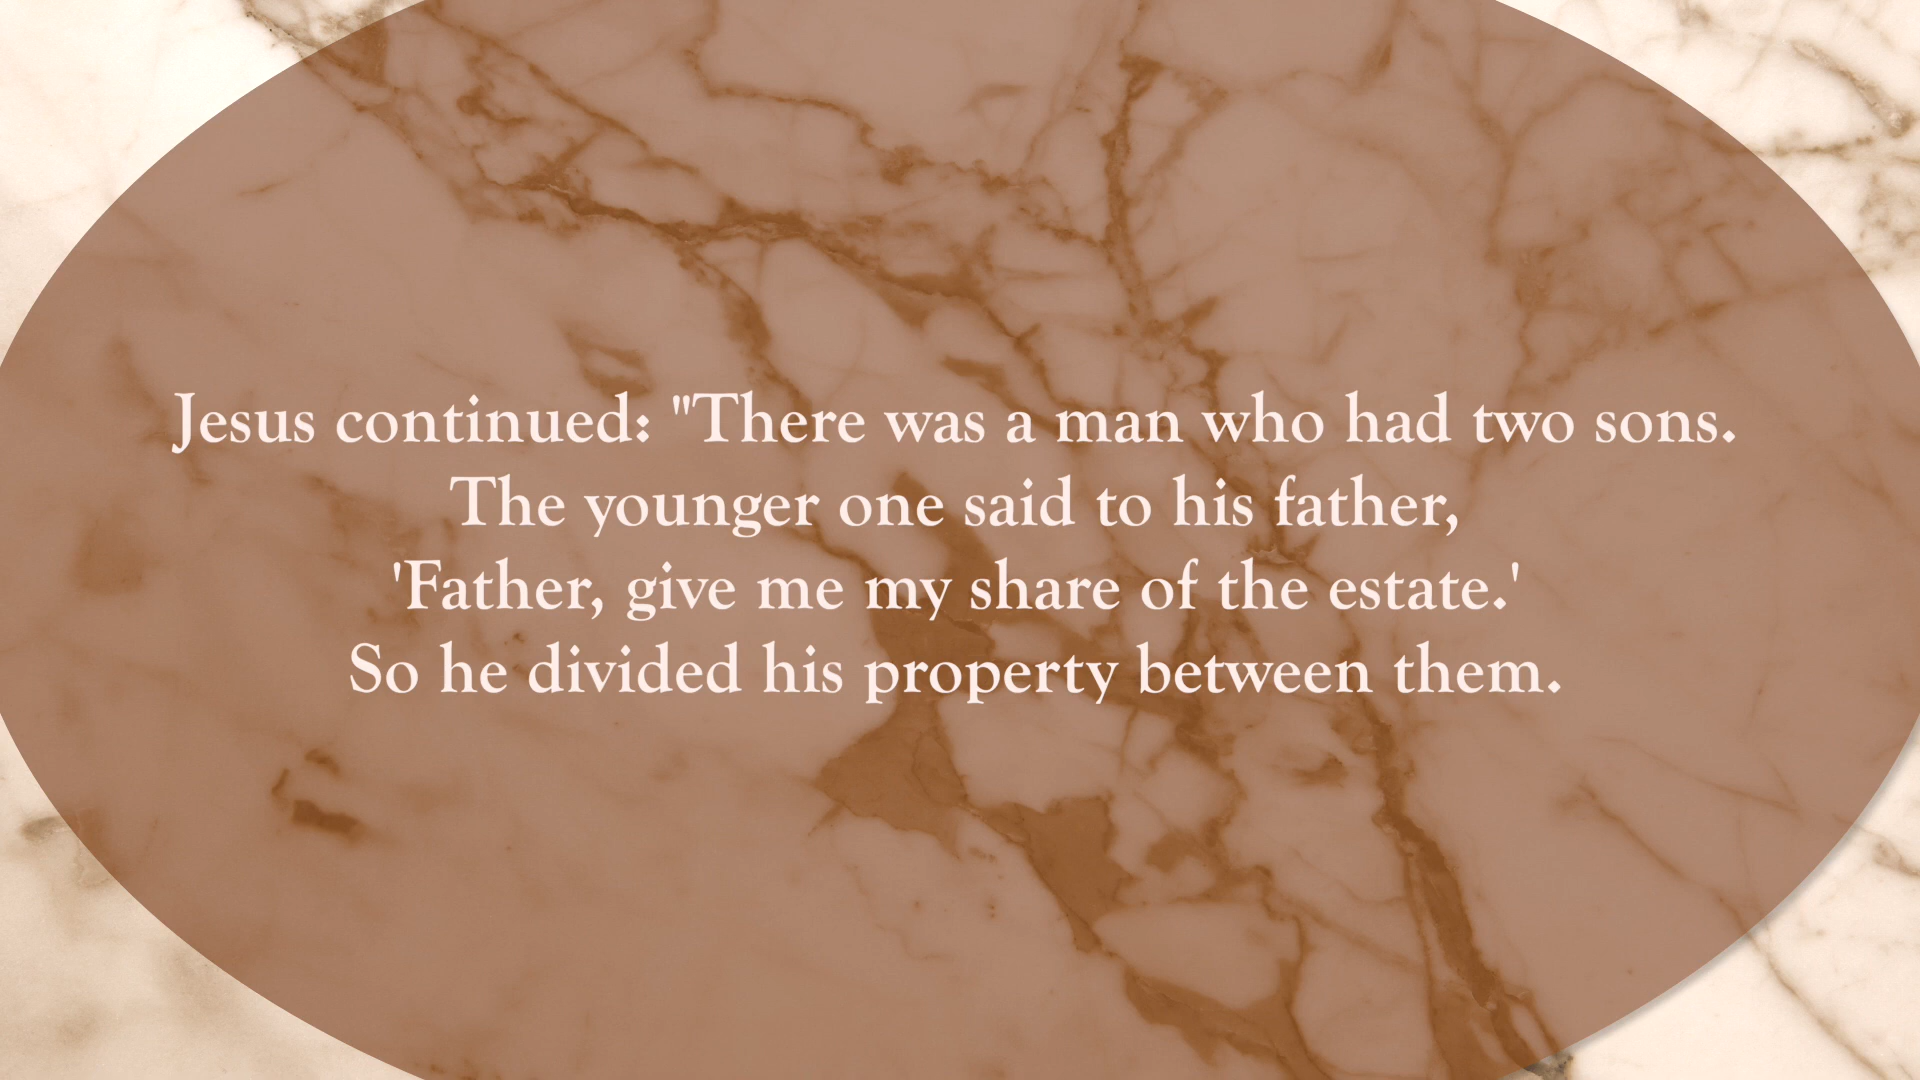 Jesus continued: "There was a man who had two sons.
The younger one said to his father,
'Father, give me my share of the estate.'
So he divided his property between them.